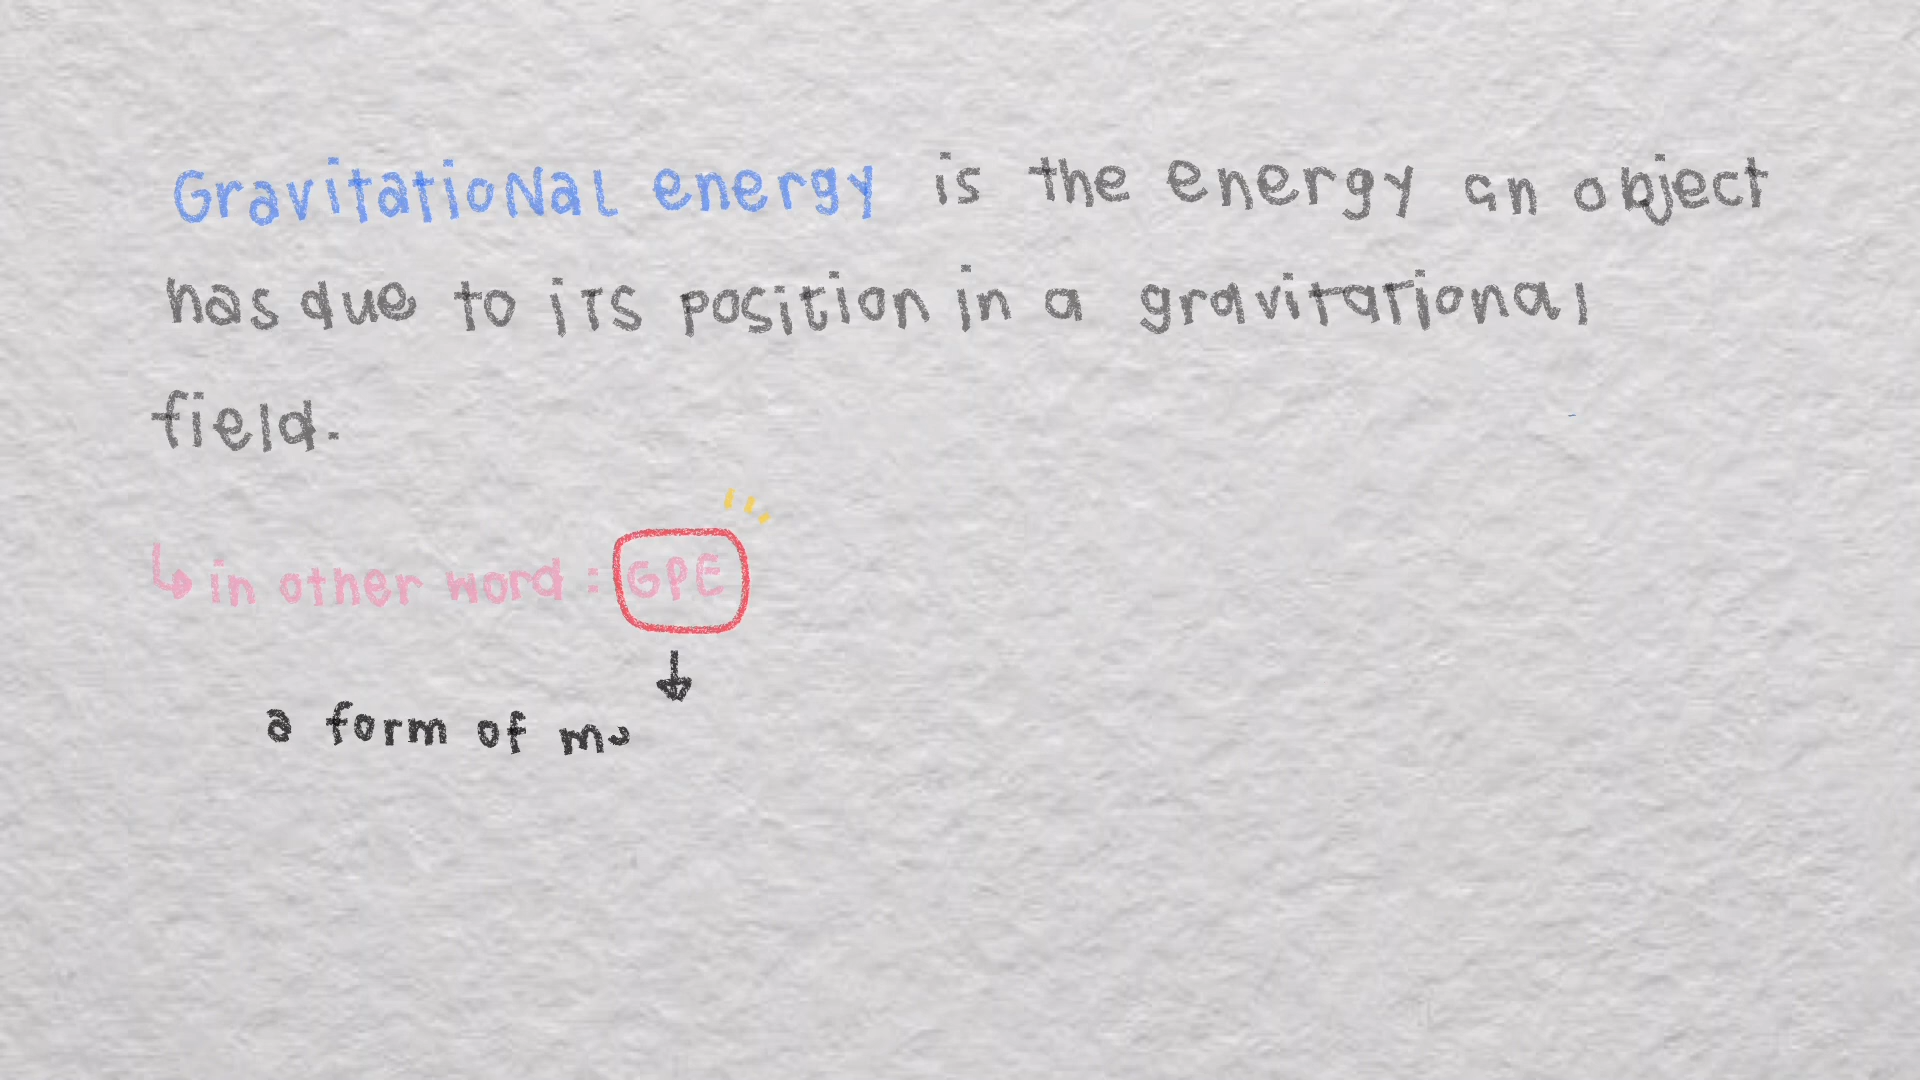 Gravitational energy is the energy an object
has due to its position in a gravitational
field.
↳ in other word : GPE
↓
a form of m